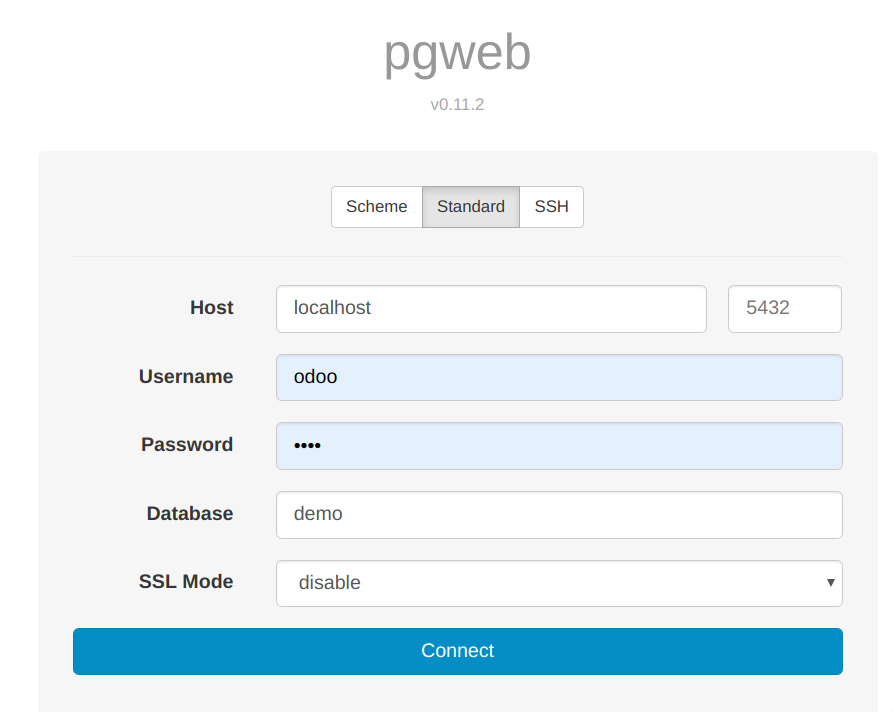 pgweb
v0.11.2
Scheme Standard SSH
Host localhost 5432
Username odoo
Password ••••
Database demo
SSL Mode disable
Connect